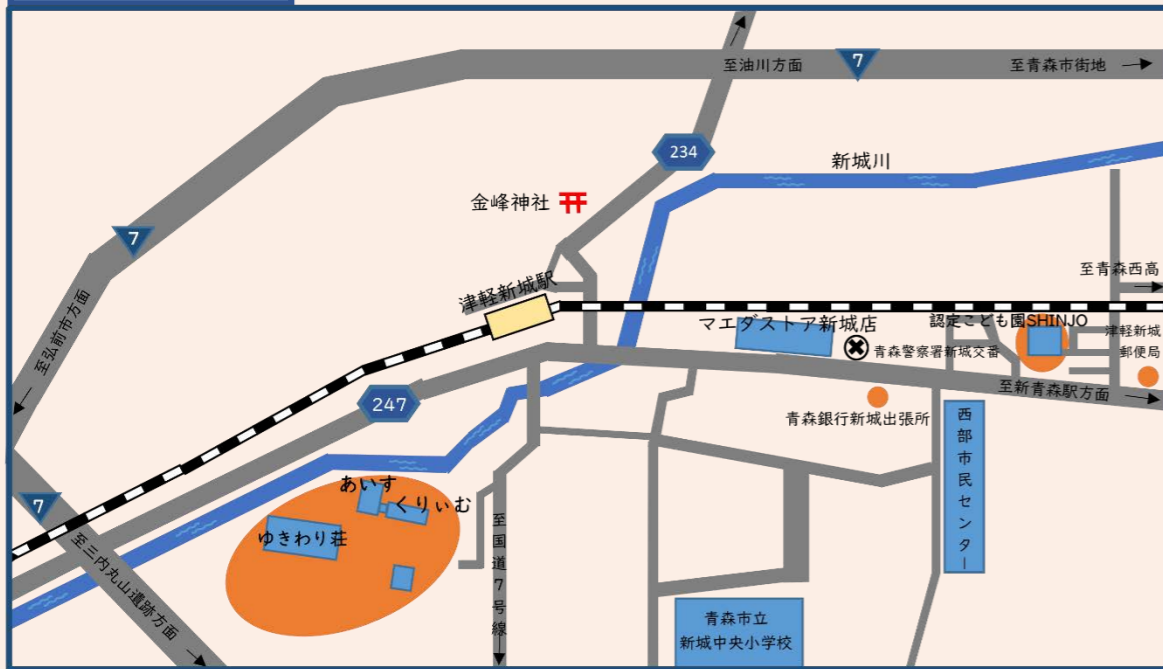 至油川方面
7
至青森市街地
234
新城川
金峰神社
7
至青森西高
津軽新城駅
至弘前市方面
マエダストア新城店
認定こども園SHINJO
津軽新城
郵便局
青森警察署新城交番
至新青森駅方面
247
青森銀行新城出張所
西部市民センター
あいす
くりぃむ
ゆきわり荘
7
至三内丸山遺跡方面
至国道7号線
青森市立
新城中央小学校